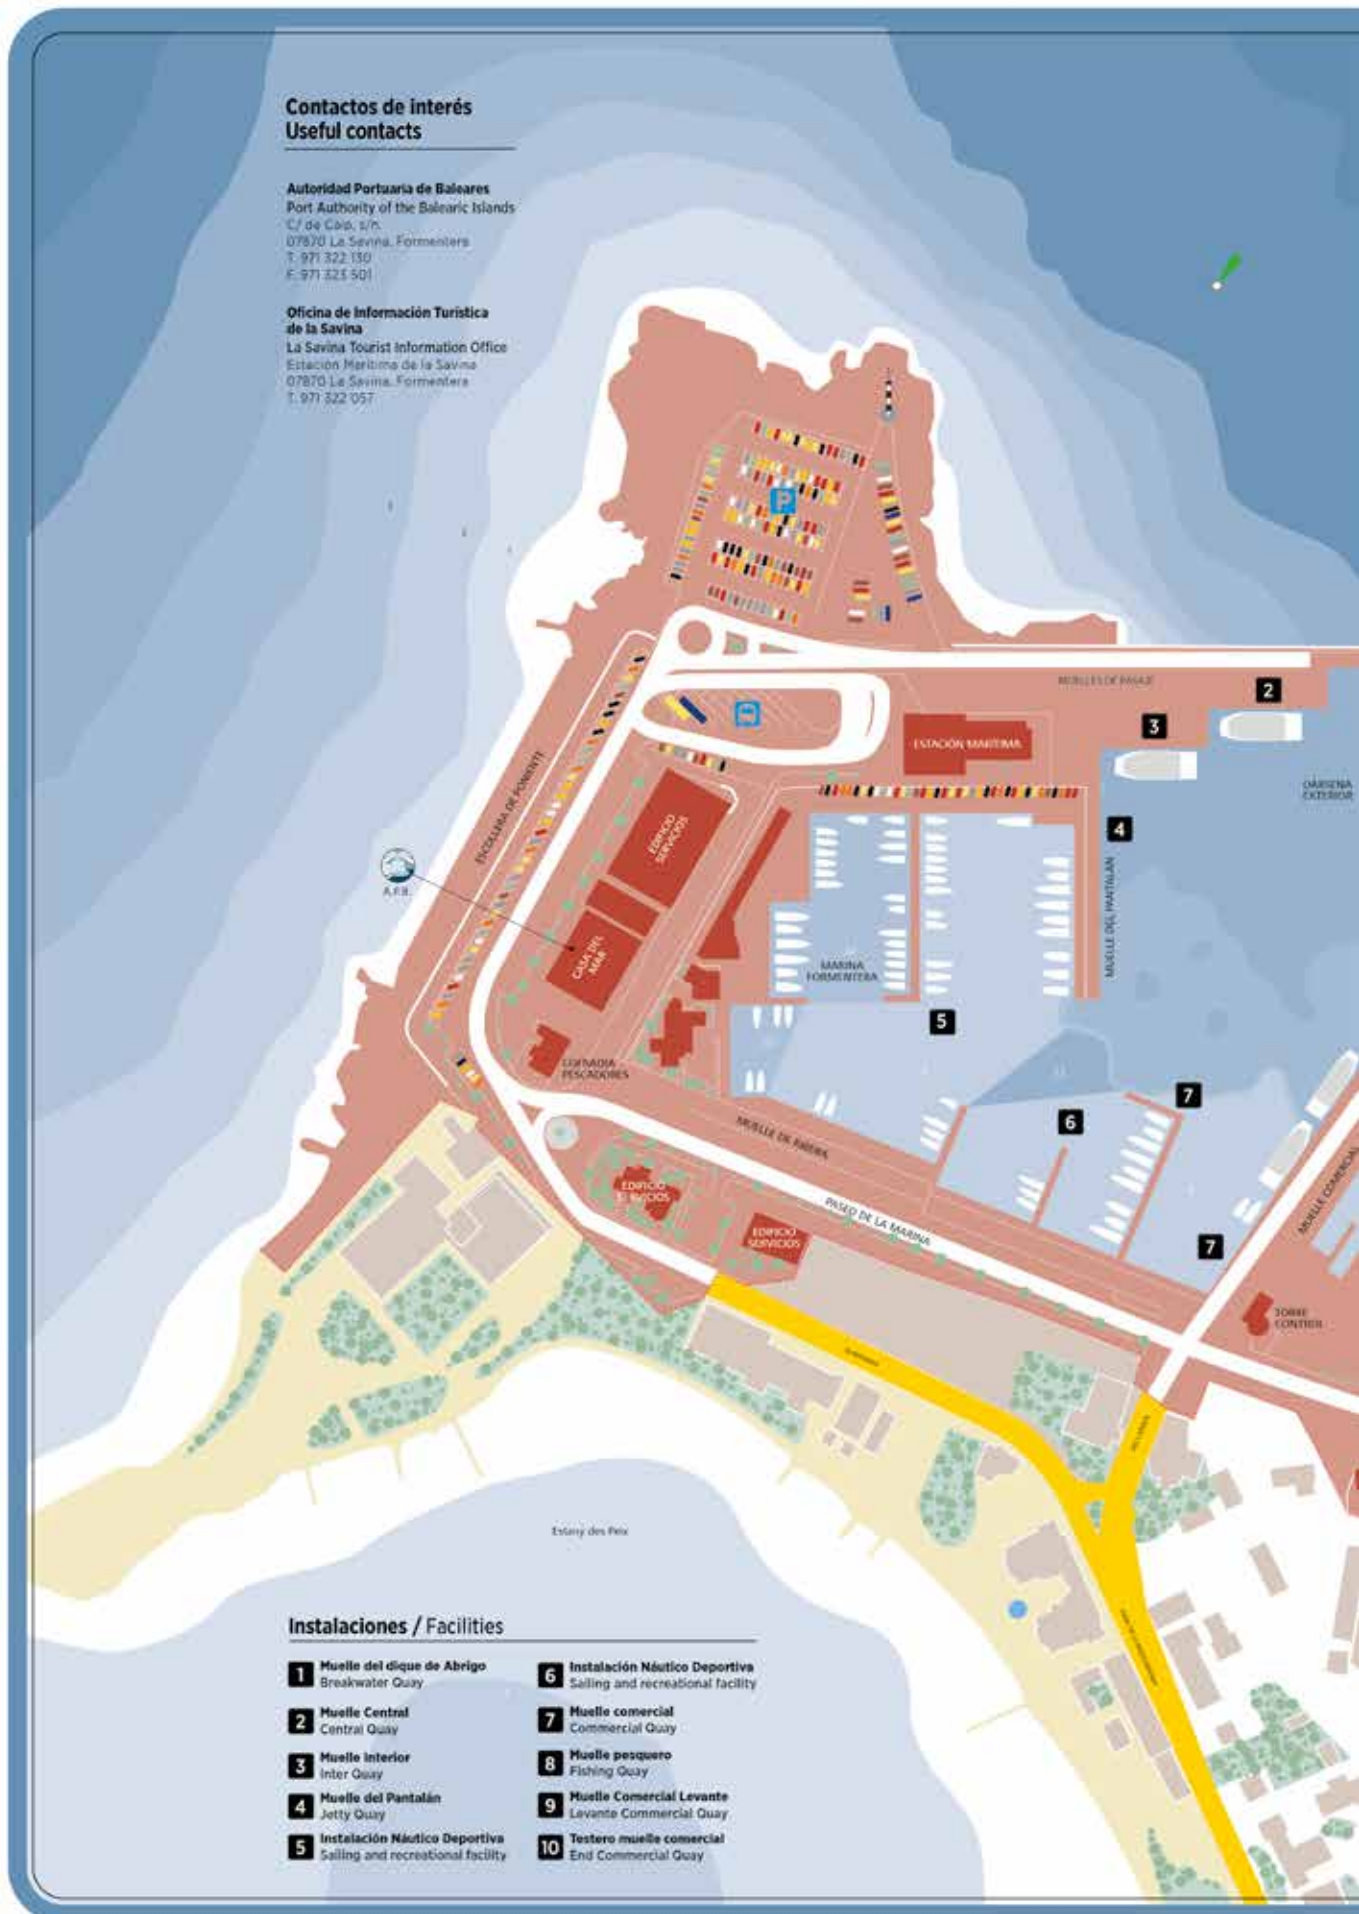 Contactos de interés
Useful contacts
Autoridad Portuaria de Baleares
Port Authority of the Balearic Islands
C/ de Calp, s/n.
07870 La Savina, Formentera
T. 971 322 130
F. 971 323 501
Oficina de Información Turística
de la Savina
La Savina Tourist Information Office
Estación Marítima de la Savina
07870 La Savina, Formentera
T. 971 322 057
P
MUELLES DE PASAJE
2
3
ESTACIÓN MARÍTIMA
DÁRSENA
EXTERIOR
ESCOLLERA DE PONIENTE
EDIFICIO
SERVICIOS
4
MUELLE DEL PANTALÁN
A.P.B.
CASA DEL
MAR
MARINA
FORMENTERA
5
COFRADÍA
PESCADORES
7
6
MUELLE DE RIBERA
MUELLE COMERCIAL
EDIFICIO
SERVICIOS
PASEO DE LA MARINA
EDIFICIO
SERVICIOS
7
TORRE
CONTROL
Estany des Peix
Instalaciones / Facilities
1 Muelle del dique de Abrigo
Breakwater Quay
2 Muelle Central
Central Quay
3 Muelle Interior
Inter Quay
4 Muelle del Pantalán
Jetty Quay
5 Instalación Náutico Deportiva
Sailing and recreational facility
6 Instalación Náutico Deportiva
Sailing and recreational facility
7 Muelle comercial
Commercial Quay
8 Muelle pesquero
Fishing Quay
9 Muelle Comercial Levante
Levante Commercial Quay
10 Testero muelle comercial
End Commercial Quay